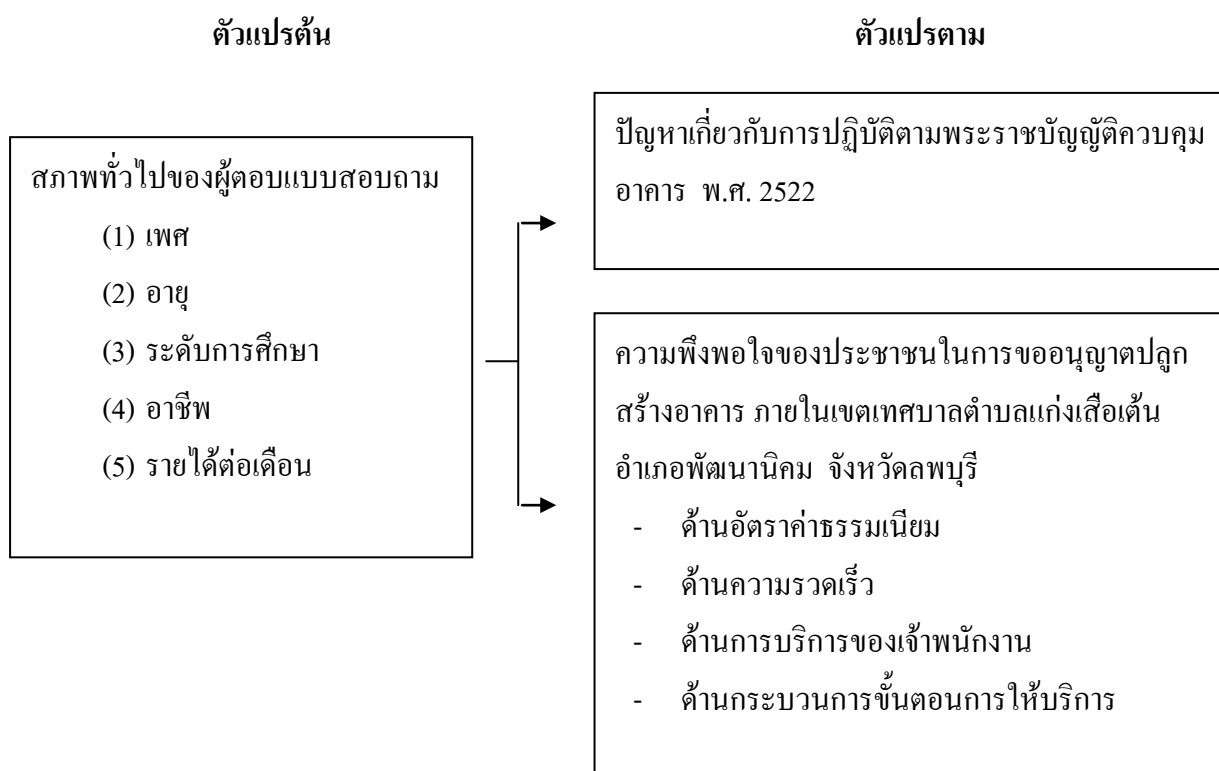 ตัวแปรต้น
ตัวแปรตาม
สภาพทั่วไปของผู้ตอบแบบสอบถาม
(1) เพศ
(2) อายุ
(3) ระดับการศึกษา
(4) อาชีพ
(5) รายได้ต่อเดือน
ปัญหาเกี่ยวกับการปฏิบัติตามพระราชบัญญัติควบคุม
อาคาร พ.ศ. 2522
ความพึงพอใจของประชาชนในการขออนุญาตปลูก
สร้างอาคาร ภายในเขตเทศบาลตำบลแก่งเสือเต้น
อำเภอพัฒนานิคม จังหวัดลพบุรี
- ด้านอัตราค่าธรรมเนียม
- ด้านความรวดเร็ว
- ด้านการบริการของเจ้าพนักงาน
- ด้านกระบวนการขั้นตอนการให้บริการ